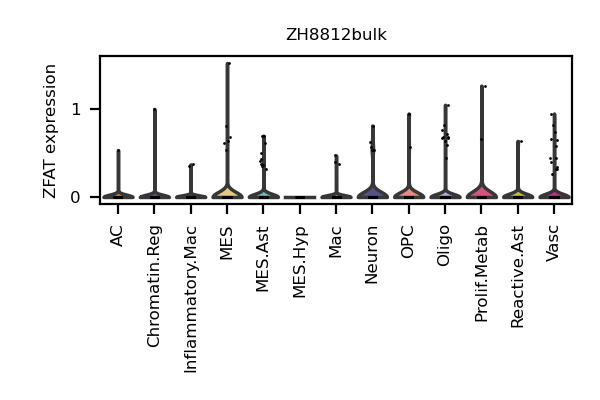 ZH8812bulk
ZFAT expression
1
0
AC
Chromatin.Reg
Inflammatory.Mac
MES
MES.Ast
MES.Hyp
Mac
Neuron
OPC
Oligo
Prolif.Metab
Reactive.Ast
Vasc